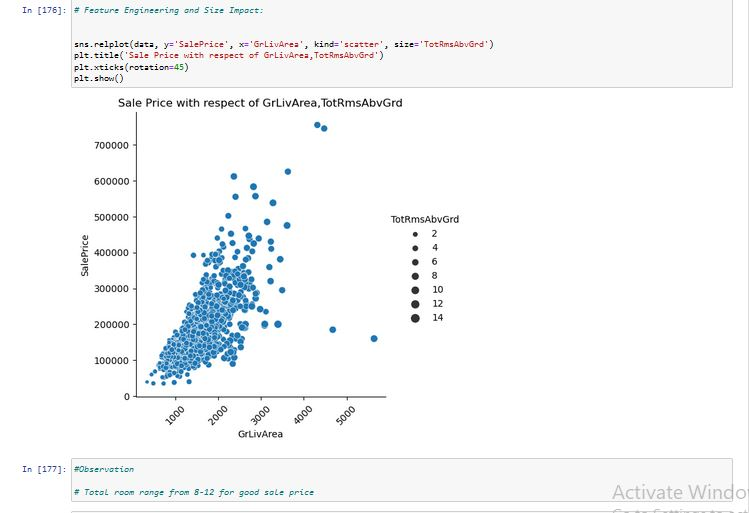 In [176]: # Feature Engineering and Size Impact:
sns.relplot(data, y='SalePrice', x='GrLivArea', kind='scatter', size='TotRmsAbvGrd')
plt.title('Sale Price with respect of GrLivArea,TotRmsAbvGrd')
plt.xticks(rotation=45)
plt.show()
Sale Price with respect of GrLivArea,TotRmsAbvGrd
700000
600000
500000
400000
300000
200000
100000
0
SalePrice
1000
2000
3000
4000
5000
GrLivArea
TotRmsAbvGrd
2
4
6
8
10
12
14
In [177]: #Observation
# Total room range from 8-12 for good sale price
Activate Windo